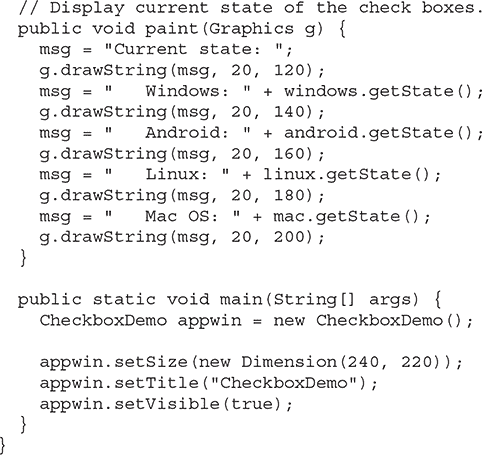 // Display current state of the check boxes.
public void paint(Graphics g) {
msg = "Current state: ";
g.drawString(msg, 20, 120);
msg = "   Windows: " + windows.getState();
g.drawString(msg, 20, 140);
msg = "   Android: " + android.getState();
g.drawString(msg, 20, 160);
msg = "   Linux: " + linux.getState();
g.drawString(msg, 20, 180);
msg = "   Mac OS: " + mac.getState();
g.drawString(msg, 20, 200);
}
public static void main(String[] args) {
CheckboxDemo appwin = new CheckboxDemo();
appwin.setSize(new Dimension(240, 220));
appwin.setTitle("CheckboxDemo");
appwin.setVisible(true);
}
}